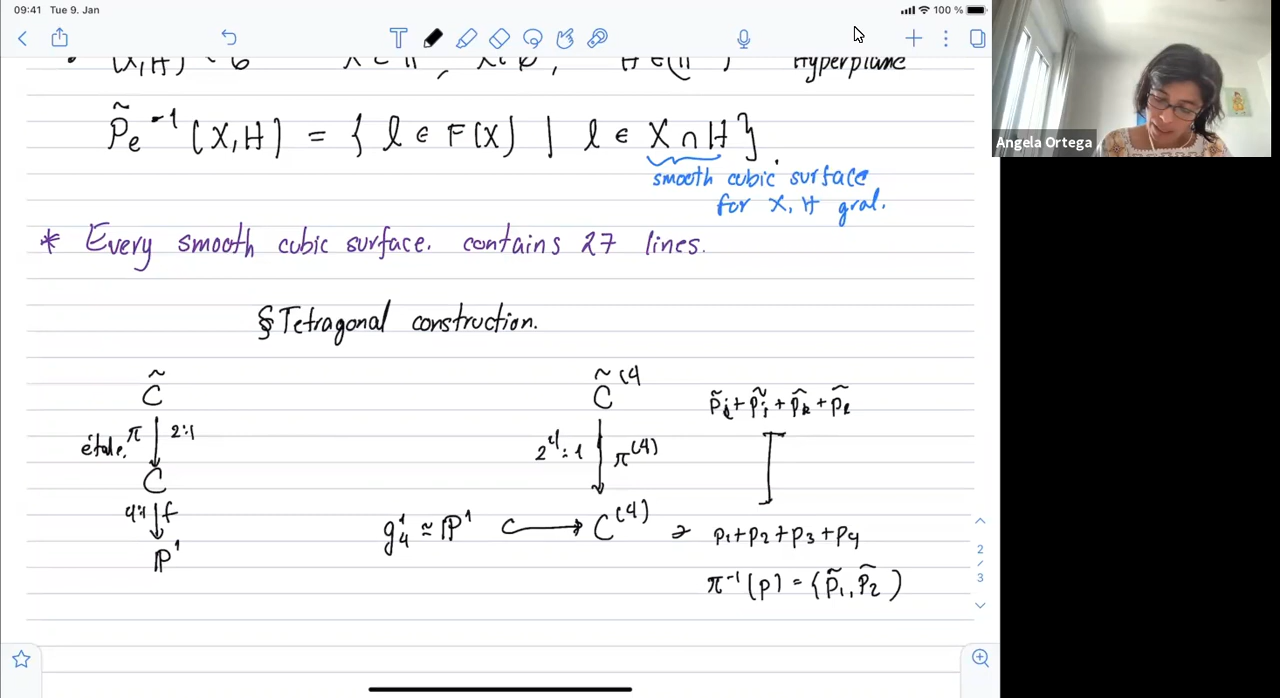 09:41 Tue 9. Jan
100 %
Hyperplane
P̃e⁻¹ (X,H) = { l ∈ F(X) | l ∈ X ∩ H }.
smooth cubic surface
for X, H gral.
* Every smooth cubic surface. contains 27 lines.
§ Tetragonal construction.
C̃
étale. π 2:1
C
4:1 f
P¹
C̃⁽⁴
2⁴:1 π⁽⁴⁾
g¹₄ ≃ P¹ ↪ C⁽⁴⁾ ∋ p₁+p₂+p₃+p₄
p̃ᵢ + p̃ⱼ + p̃ₖ + p̃ₗ
π⁻¹(p) = {p̃₁, p̃₂)
2
/
3
Angela Ortega